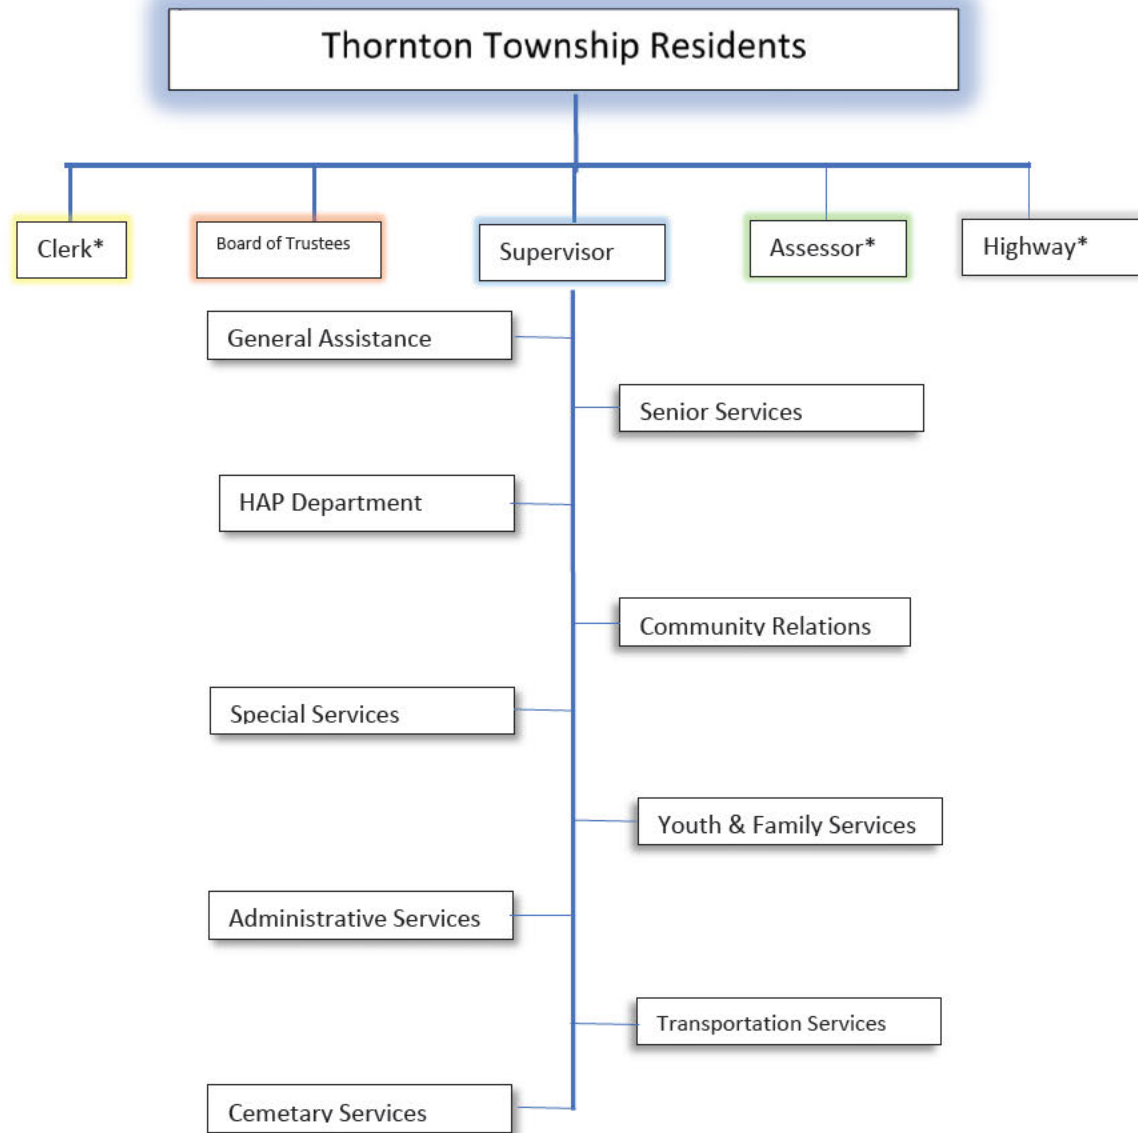 Thornton Township Residents
Clerk*
Board of Trustees
Supervisor
Assessor*
Highway*
General Assistance
Senior Services
HAP Department
Community Relations
Special Services
Youth & Family Services
Administrative Services
Transportation Services
Cemetary Services